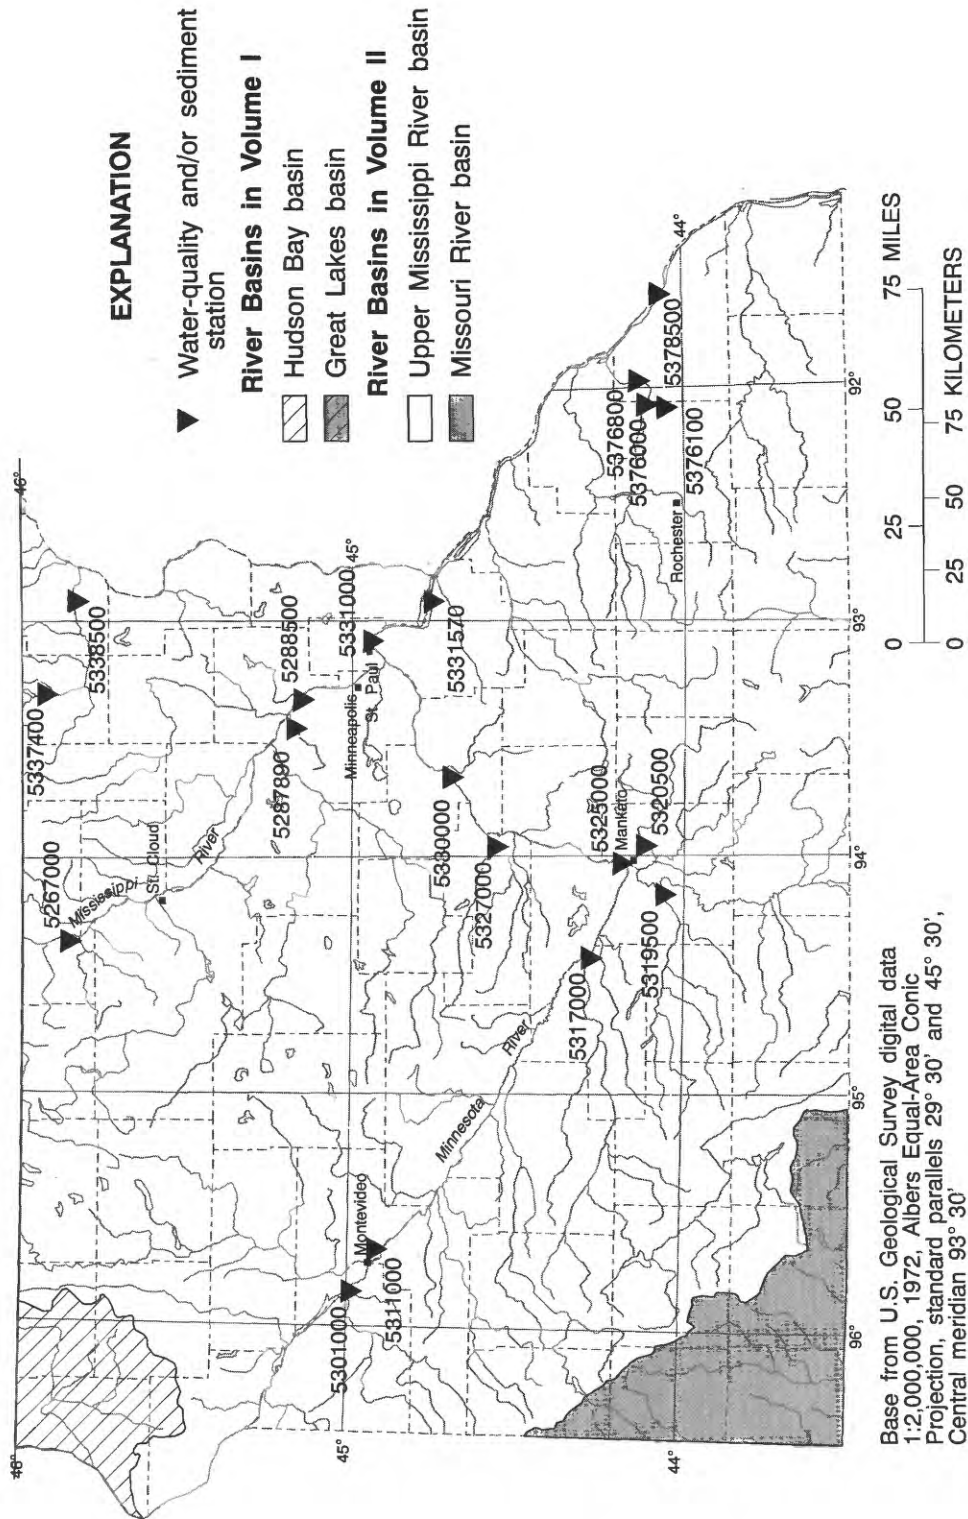 EXPLANATION
Water-quality and/or sediment
station
River Basins in Volume I
Hudson Bay basin
Great Lakes basin
River Basins in Volume II
Upper Mississippi River basin
Missouri River basin
46°
46°
5337400
5338500
5267000
Mississippi
St. Cloud
River
5287890
5288500
45°
Minneapolis
St. Paul
5331000
5331570
5330000
5327000
Montevideo
5301000
5311000
45°
Minnesota
River
5317000
5319500
5325000
Mankato
5320500
Rochester
5376800
5376000
5376100
5378500
44°
44°
96°
95°
94°
93°
92°
0 25 50 75 MILES
0 25 50 75 KILOMETERS
Base from U.S. Geological Survey digital data
1:2,000,000, 1972, Albers Equal-Area Conic
Projection, standard parallels 29° 30' and 45° 30',
Central meridian 93° 30'